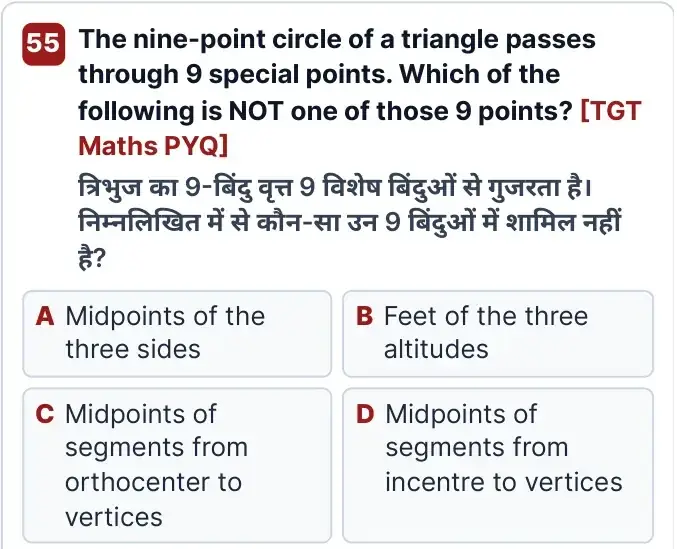 55 The nine-point circle of a triangle passes
through 9 special points. Which of the
following is NOT one of those 9 points? [TGT
Maths PYQ]
त्रिभुज का 9-बिंदु वृत्त 9 विशेष बिंदुओं से गुजरता है।
निम्नलिखित में से कौन-सा उन 9 बिंदुओं में शामिल नहीं
है?
A Midpoints of the
three sides
B Feet of the three
altitudes
C Midpoints of
segments from
orthocenter to
vertices
D Midpoints of
segments from
incentre to vertices